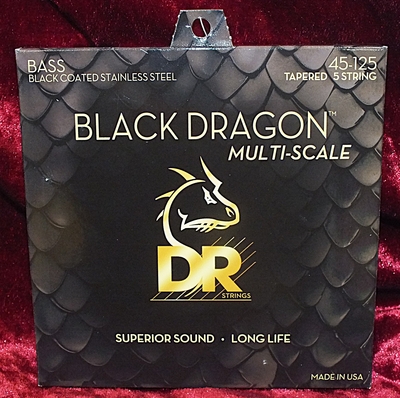 BASS
BLACK COATED STAINLESS STEEL
45-125
TAPERED 5 STRING
BLACK DRAGON™
MULTI-SCALE
DR
STRINGS
SUPERIOR SOUND • LONG LIFE
MADE IN USA